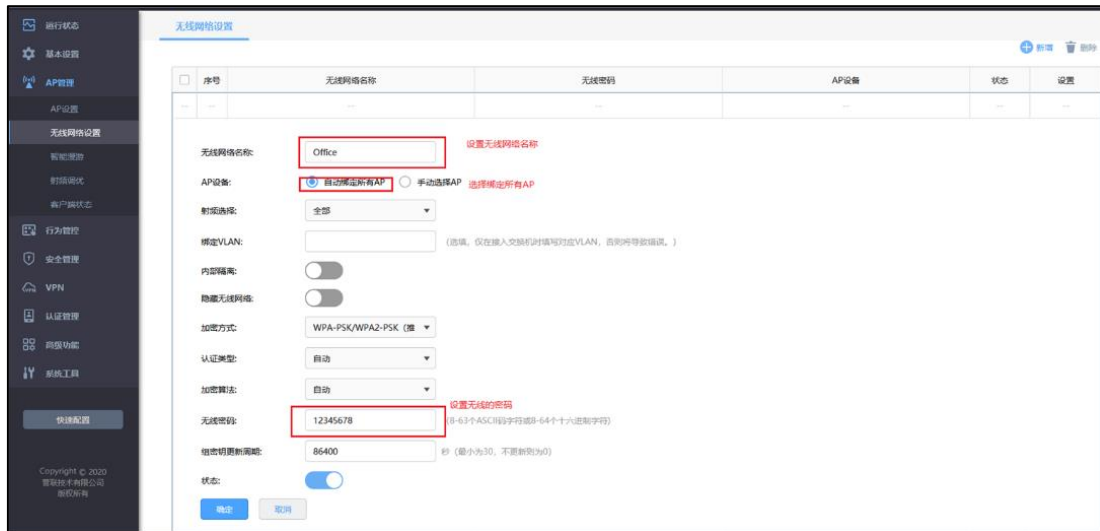 运行状态
基本设置
AP管理
AP设置
无线网络设置
智能漫游
射频调优
客户端状态
行为管控
安全管理
VPN
认证管理
高级功能
系统工具
快速配置
Copyright © 2020
版权所有
无线网络设置
新增 删除
序号 无线网络名称 无线密码 AP设备 状态 设置
-- -- -- -- -- -- --
无线网络名称: Office 设置无线网络名称
AP设备: 自动绑定所有AP 手动选择AP 选择绑定所有AP
射频选择: 全部
绑定VLAN: (选填，仅在接入交换机时填写对应VLAN，否则将导致错误。)
内部隔离:
隐藏无线网络:
加密方式: WPA-PSK/WPA2-PSK (推
认证类型: 自动
加密算法: 自动
设置无线的密码
无线密码: 12345678 (8-63个ASCII码字符或8-64个十六进制字符)
组密钥更新周期: 86400 秒 (最小为30，不更新则为0)
状态:
确定 取消